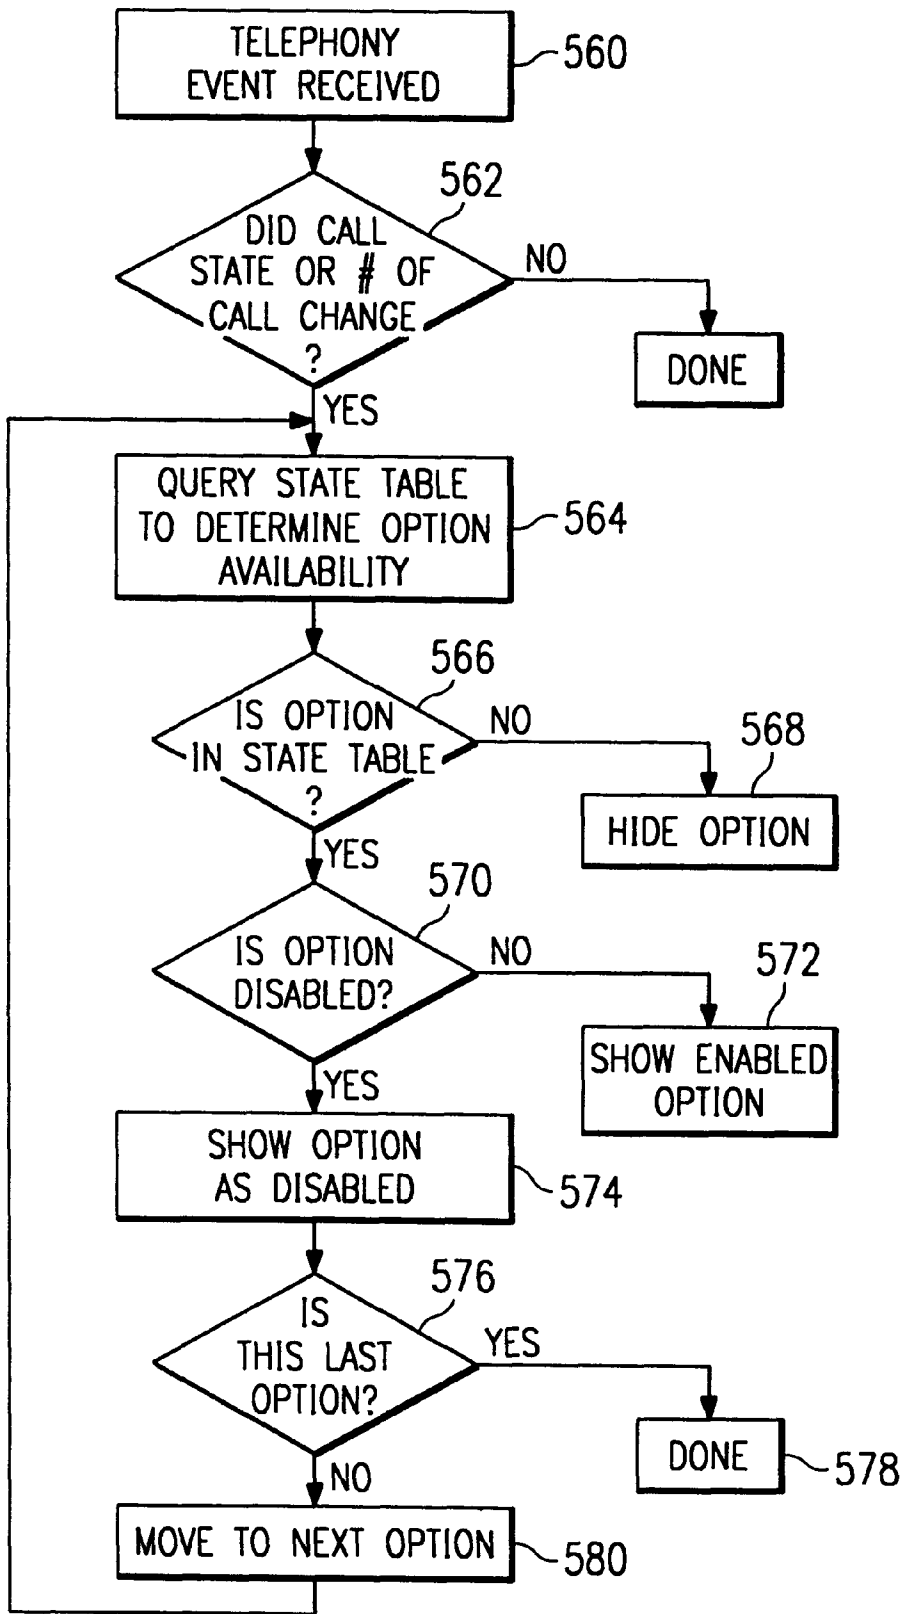 TELEPHONY
EVENT RECEIVED
560
562
DID CALL
STATE OR # OF
CALL CHANGE
?
NO
DONE
YES
QUERY STATE TABLE
TO DETERMINE OPTION
AVAILABILITY
564
566
IS OPTION
IN STATE TABLE
?
NO
568
HIDE OPTION
YES
570
IS OPTION
DISABLED?
NO
572
SHOW ENABLED
OPTION
YES
SHOW OPTION
AS DISABLED
574
576
IS
THIS LAST
OPTION?
YES
DONE
578
NO
MOVE TO NEXT OPTION
580